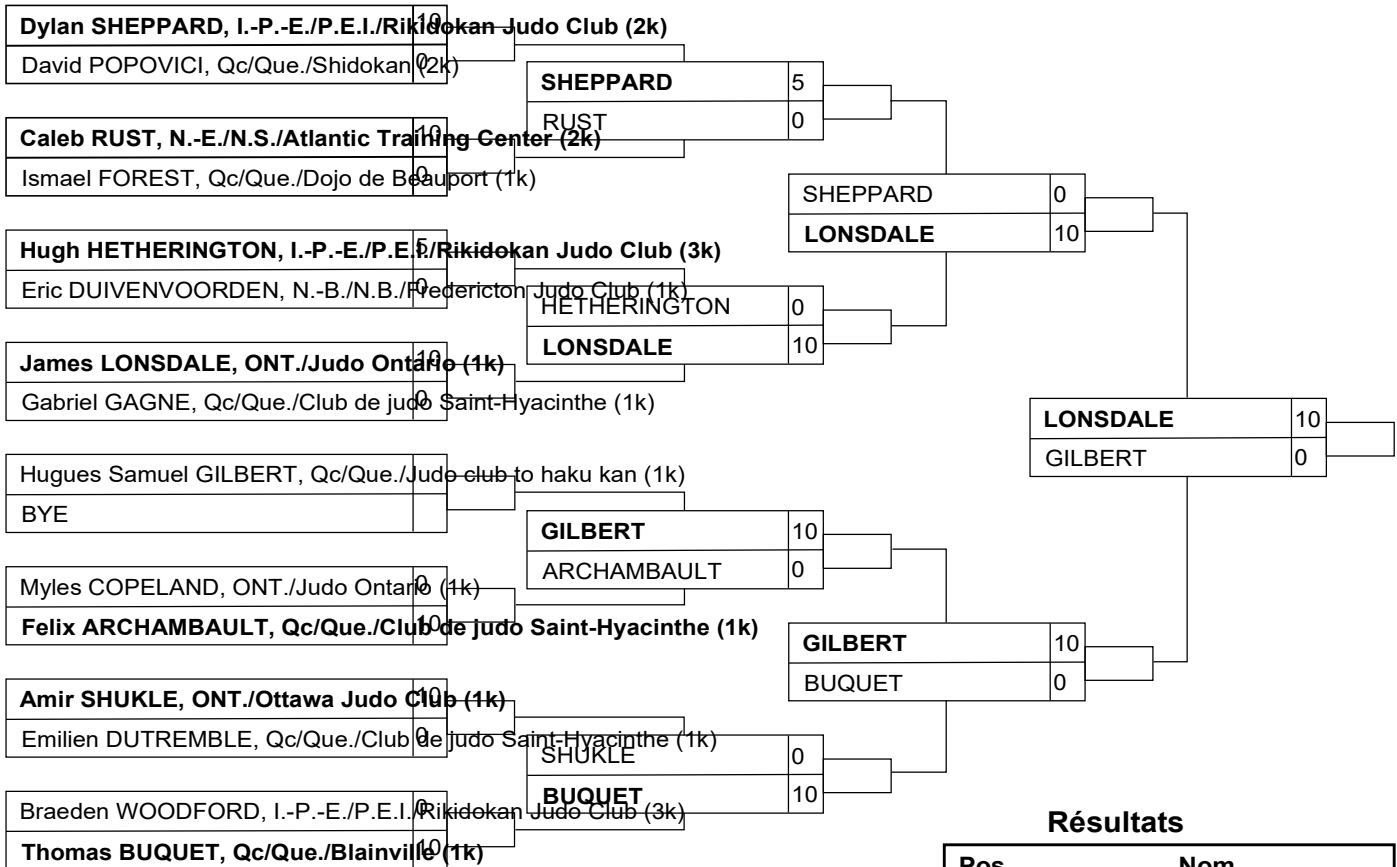 Dylan SHEPPARD, I.-P.-E./P.E.I./Rikidokan Judo Club (2k) 10
David POPOVICI, Qc/Que./Shidokan (2k) 0
SHEPPARD 5
RUST 0
Caleb RUST, N.-E./N.S./Atlantic Training Center (2k) 10
Ismael FOREST, Qc/Que./Dojo de Beauport (1k) 0
SHEPPARD 0
LONSDALE 10
Hugh HETHERINGTON, I.-P.-E./P.E.I./Rikidokan Judo Club (3k) 5
Eric DUIVENVOORDEN, N.-B./N.B./Fredericton Judo Club (1k) 0
HETHERINGTON 0
LONSDALE 10
James LONSDALE, ONT./Judo Ontario (1k) 10
Gabriel GAGNE, Qc/Que./Club de judo Saint-Hyacinthe (1k) 0
LONSDALE 10
GILBERT 0
Hugues Samuel GILBERT, Qc/Que./Judo club to haku kan (1k)
BYE
GILBERT 10
ARCHAMBAULT 0
Myles COPELAND, ONT./Judo Ontario (1k) 0
Felix ARCHAMBAULT, Qc/Que./Club de judo Saint-Hyacinthe (1k) 10
GILBERT 10
BUQUET 0
Amir SHUKLE, ONT./Ottawa Judo Club (1k) 10
Emilien DUTREMBLE, Qc/Que./Club de judo Saint-Hyacinthe (1k) 0
SHUKLE 0
BUQUET 10
Braeden WOODFORD, I.-P.-E./P.E.I./Rikidokan Judo Club (3k) 0
Thomas BUQUET, Qc/Que./Blainville (1k) 10
Résultats
Pos. Nom